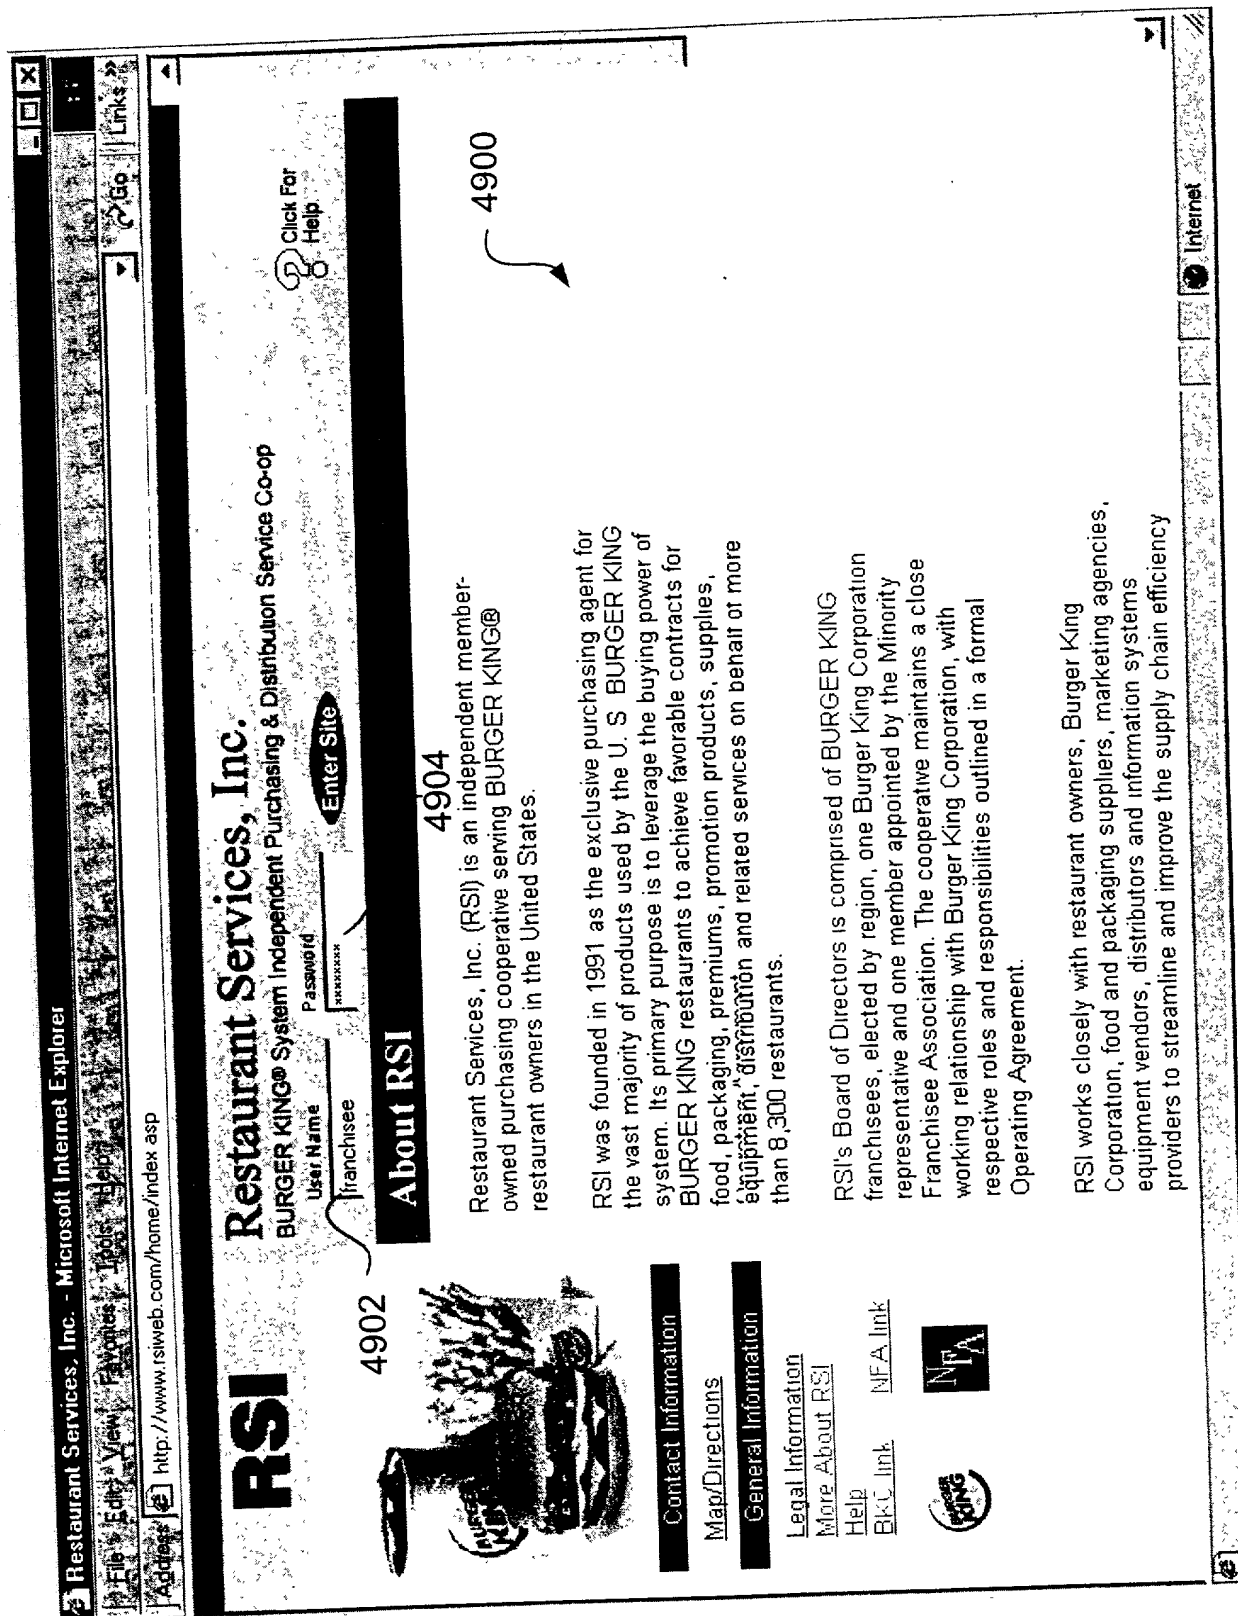 Restaurant Services, Inc. - Microsoft Internet Explorer
File Edit View Favorites Tools Help
Address http://www.rsiweb.com/home/index.asp Go Links »
RSI
Restaurant Services, Inc.
BURGER KING® System Independent Purchasing & Distribution Service Co-op
User Name Password
franchisee xxxxxxxx Enter Site
Click For
Help
4902
4904
4900
About RSI
Restaurant Services, Inc. (RSI) is an independent member-
owned purchasing cooperative serving BURGER KING®
restaurant owners in the United States.
RSI was founded in 1991 as the exclusive purchasing agent for
the vast majority of products used by the U. S. BURGER KING
system. Its primary purpose is to leverage the buying power of
BURGER KING restaurants to achieve favorable contracts for
food, packaging, premiums, promotion products, supplies,
equipment, distribution and related services on behalf of more
than 8,300 restaurants.
RSI's Board of Directors is comprised of BURGER KING
franchisees, elected by region, one Burger King Corporation
representative and one member appointed by the Minority
Franchisee Association. The cooperative maintains a close
working relationship with Burger King Corporation, with
respective roles and responsibilities outlined in a formal
Operating Agreement.
RSI works closely with restaurant owners, Burger King
Corporation, food and packaging suppliers, marketing agencies,
equipment vendors, distributors and information systems
providers to streamline and improve the supply chain efficiency
BURGER KING
Contact Information
Map/Directions
General Information
Legal Information
More About RSI
Help
BKC link NFA link
BURGER KING
NFA
Internet